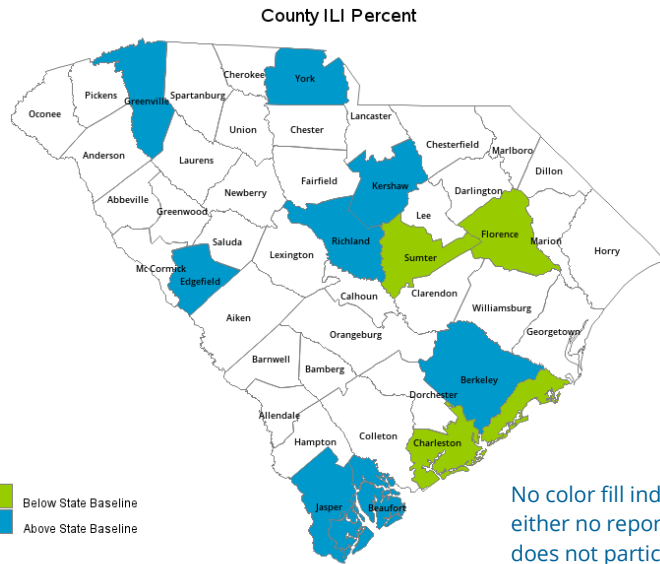 County ILI Percent
Cherokee
York
Oconee
Pickens
Greenville
Spartanburg
Union
Chester
Lancaster
Chesterfield
Marlboro
Anderson
Laurens
Fairfield
Kershaw
Darlington
Dillon
Abbeville
Greenwood
Newberry
Lee
Florence
Marion
Horry
Saluda
Richland
Sumter
McCormick
Edgefield
Lexington
Calhoun
Clarendon
Williamsburg
Aiken
Orangeburg
Georgetown
Barnwell
Bamberg
Berkeley
Allendale
Dorchester
Hampton
Colleton
Charleston
Jasper
Beaufort
Below State Baseline
Above State Baseline
No color fill ind
either no repor
does not partic